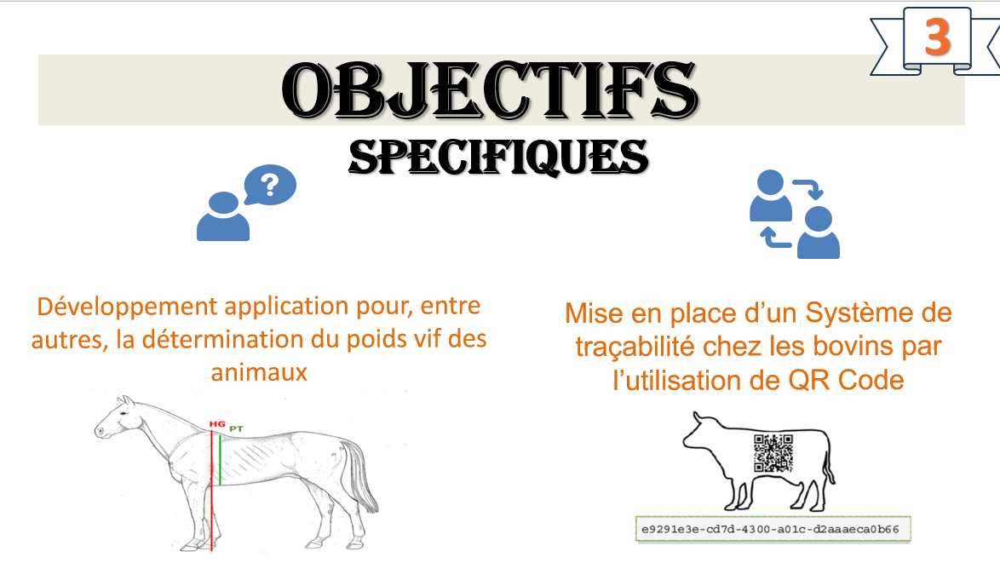 3
OBJECTIFS
SPECIFIQUES
?
Développement application pour, entre
autres, la détermination du poids vif des
animaux
Mise en place d’un Système de
traçabilité chez les bovins par
l’utilisation de QR Code
HG PT
e9291e3e-cd7d-4300-a01c-d2aaaeca0b66